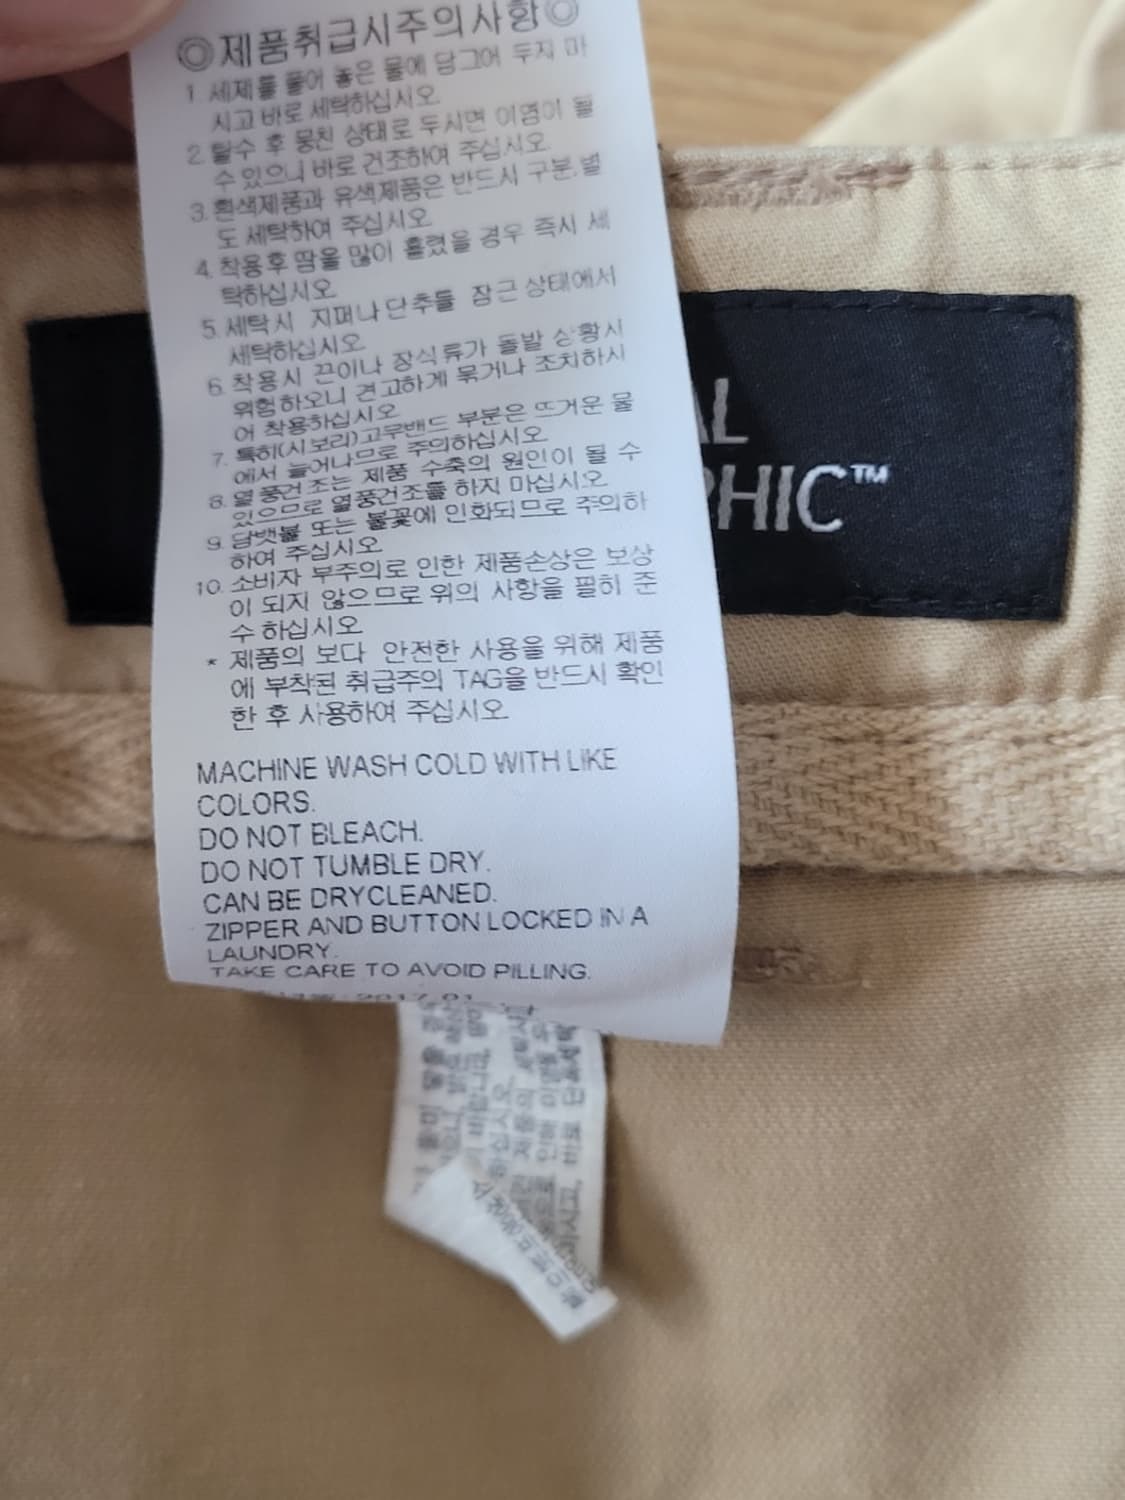 ◎제품취급시주의사항◎
1. 세제를 풀어 놓은 물에 담그어 두지 마
시고 바로 세탁하십시오
2. 탈수 후 뭉친 상태로 두시면 이염이 될
수 있으니 바로 건조하여 주십시오
3. 흰색제품과 유색제품은 반드시 구분.별
도 세탁하여 주십시오
4. 착용후 땀을 많이 흘렸을 경우 즉시 세
탁하십시오
5. 세탁시 지퍼나 단추를 잠근 상태에서
세탁하십시오
6. 착용시 끈이나 장식류가 돌발 상황시
위험하오니 견고하게 묶거나 조치하시
어 착용하십시오
7. 특히(시보리)고무밴드 부분은 뜨거운 물
에서 늘어나므로 주의하십시오
8. 열풍건조는 제품 수축의 원인이 될 수
있으므로 열풍건조를 하지 마십시오
9. 담뱃불 또는 불꽃에 인화되므로 주의하
하여 주십시오
10. 소비자 부주의로 인한 제품손상은 보상
이 되지 않으므로 위의 사항을 필히 준
수 하십시오
* 제품의 보다 안전한 사용을 위해 제품
에 부착된 취급주의 TAG을 반드시 확인
한 후 사용하여 주십시오
MACHINE WASH COLD WITH LIKE
COLORS.
DO NOT BLEACH.
DO NOT TUMBLE DRY.
CAN BE DRYCLEANED.
ZIPPER AND BUTTON LOCKED IN A
LAUNDRY.
TAKE CARE TO AVOID PILLING.
2017.01
AL
PHIC™